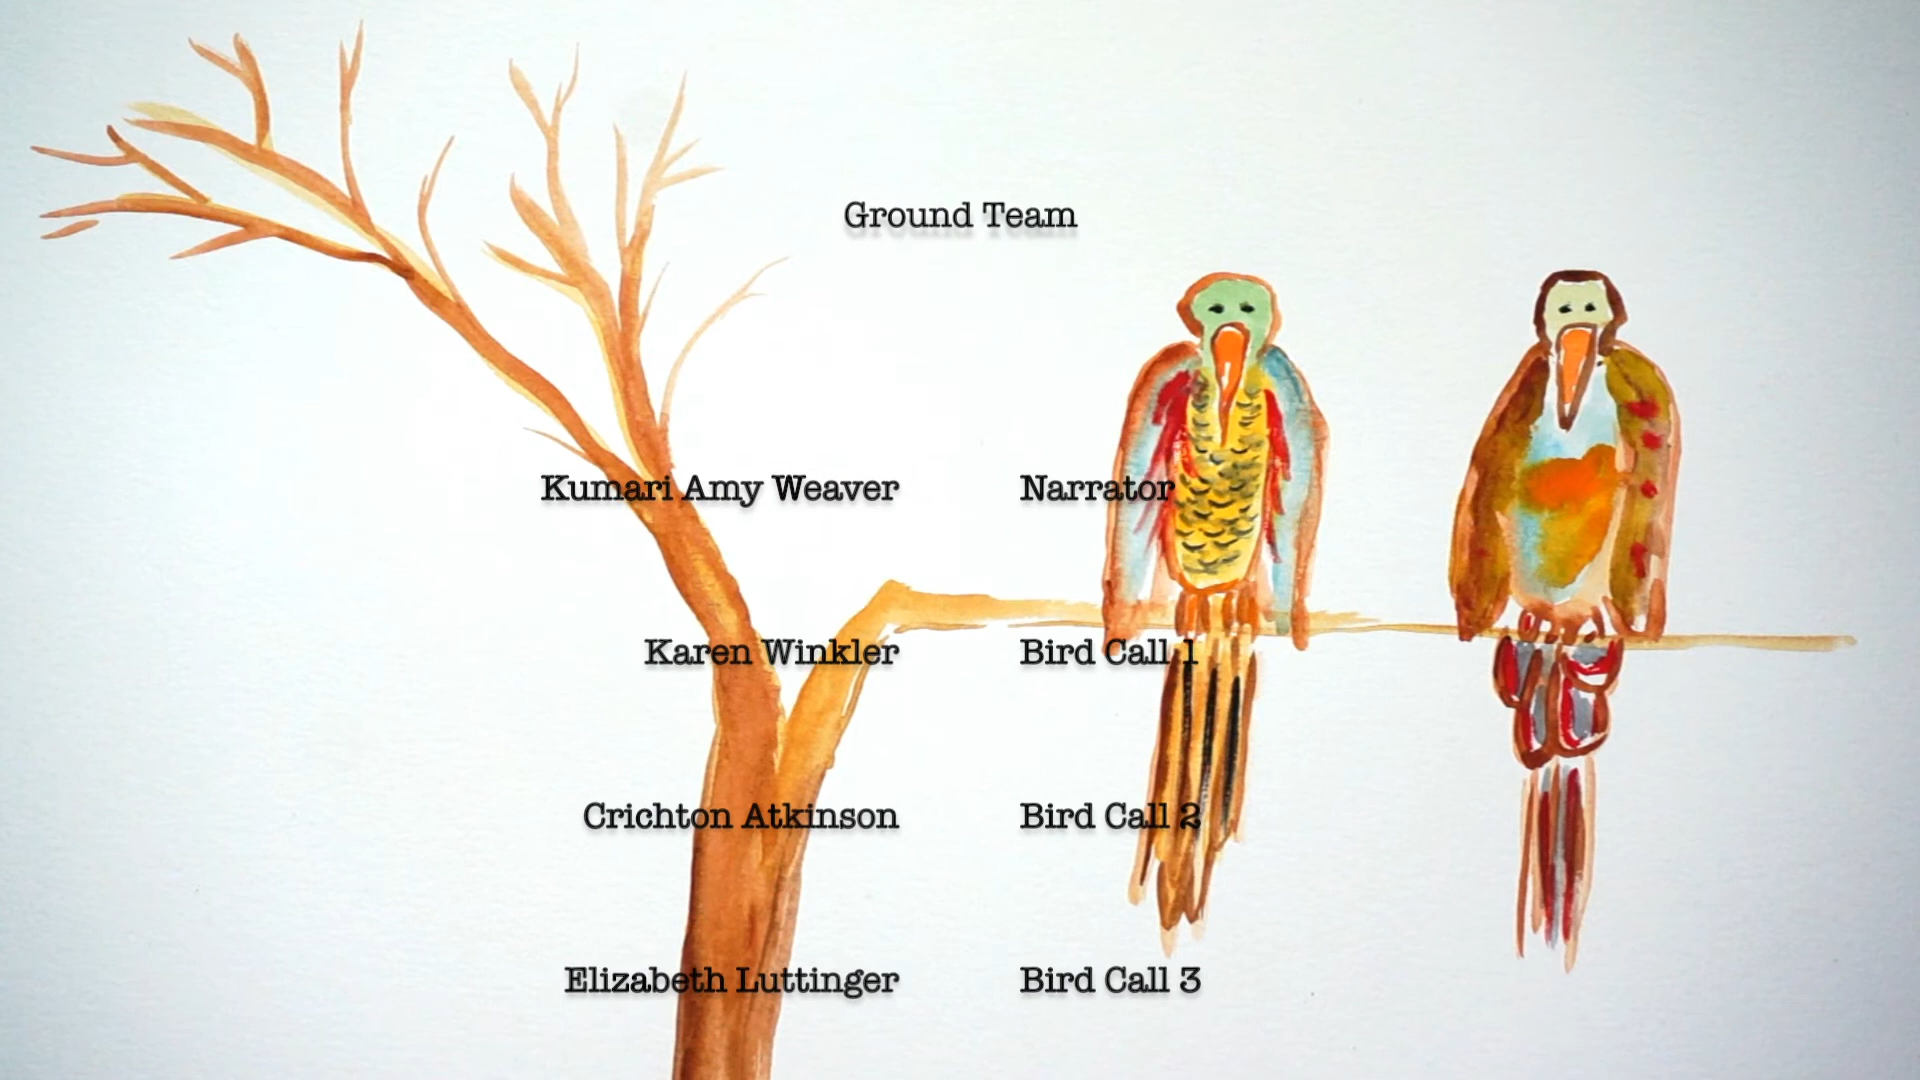 Ground Team
Kumari Amy Weaver Narrator
Karen Winkler Bird Call 1
Crichton Atkinson Bird Call 2
Elizabeth Luttinger Bird Call 3